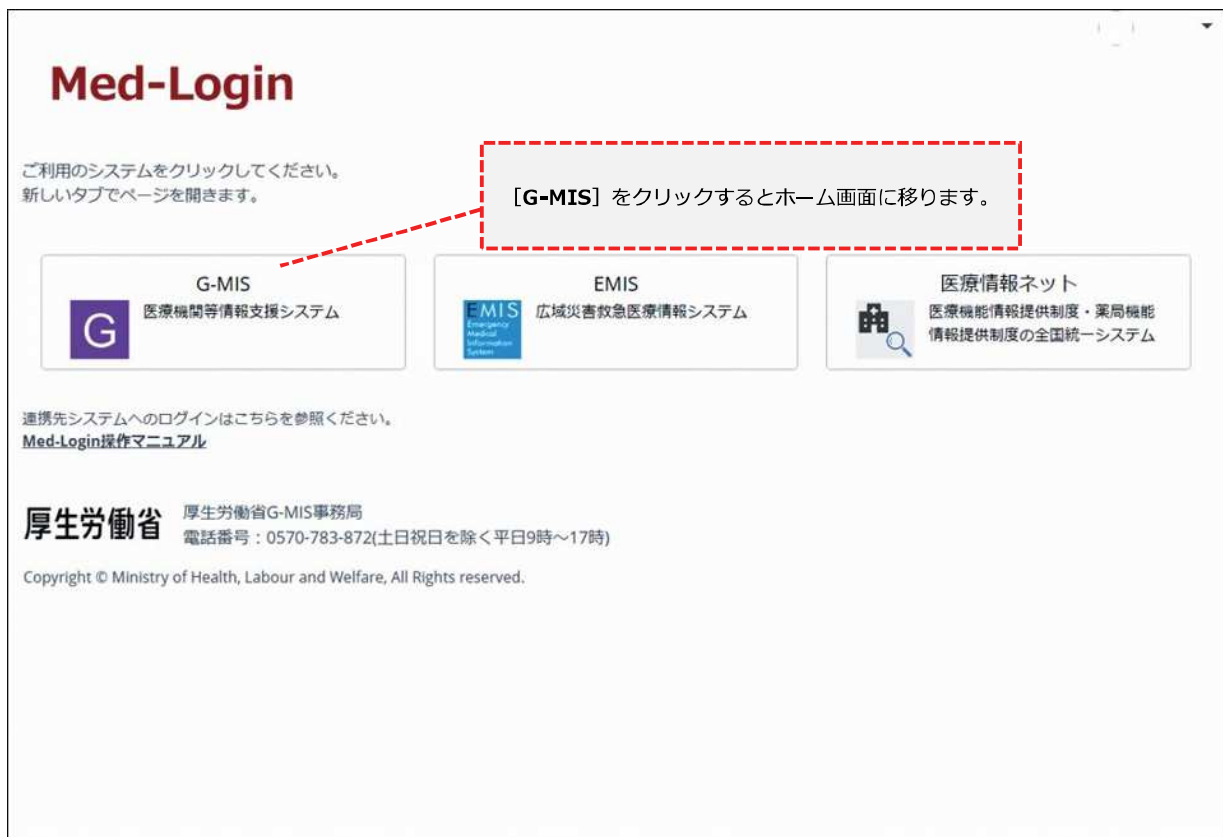 Med-Login
ご利用のシステムをクリックしてください。
新しいタブでページを開きます。
［G-MIS］をクリックするとホーム画面に移ります。
G-MIS
G
医療機関等情報支援システム
EMIS
EMIS
Emergency
Medical
Information
System
広域災害救急医療情報システム
医療情報ネット
医療機能情報提供制度・薬局機能
情報提供制度の全国統一システム
連携先システムへのログインはこちらを参照ください。
Med-Login操作マニュアル
厚生労働省
厚生労働省G-MIS事務局
電話番号：0570-783-872(土日祝日を除く平日9時～17時)
Copyright © Ministry of Health, Labour and Welfare, All Rights reserved.